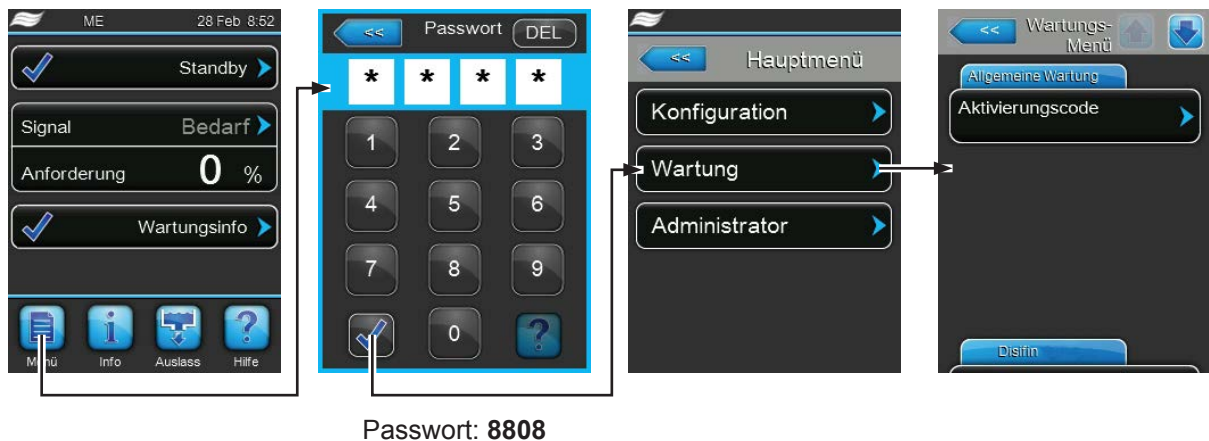 ME 28 Feb 8:52
Standby
Signal Bedarf
Anforderung 0 %
Wartungsinfo
Menü Info Auslass Hilfe
<< Passwort DEL
* * * *
1 2 3
4 5 6
7 8 9
0 ?
Passwort: 8808
<< Hauptmenü
Konfiguration
Wartung
Administrator
<< Wartungs-
Menü
Allgemeine Wartung
Aktivierungscode
Disifin